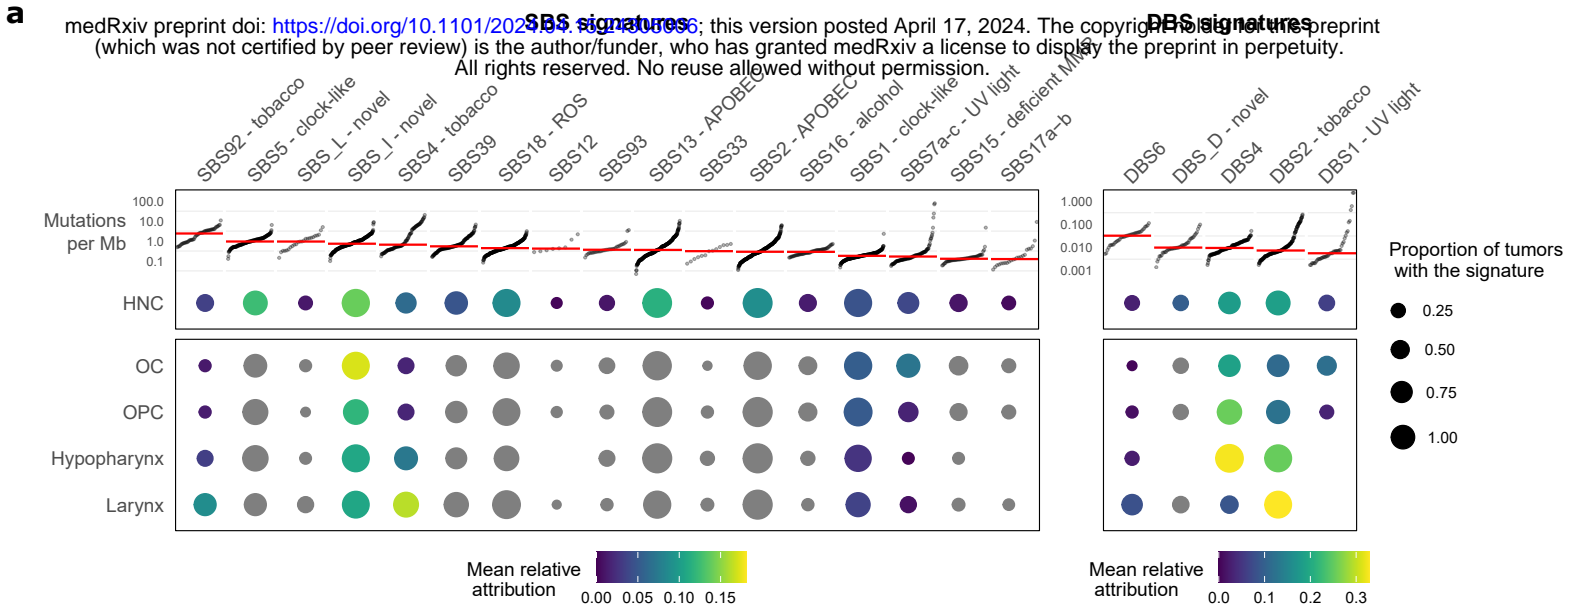 a
SBS signatures
DBS signatures
medRxiv preprint doi: https://doi.org/10.1101/2024.04.15.24305006; this version posted April 17, 2024. The copyright holder for this preprint
(which was not certified by peer review) is the author/funder, who has granted medRxiv a license to display the preprint in perpetuity.
All rights reserved. No reuse allowed without permission.
SBS92 - tobacco
SBS5 - clock-like
SBS_L - novel
SBS_I - novel
SBS4 - tobacco
SBS39
SBS18 - ROS
SBS12
SBS93
SBS13 - APOBEC
SBS33
SBS2 - APOBEC
SBS16 - alcohol
SBS1 - clock-like
SBS7a-c - UV light
SBS15 - deficient MMR
SBS17a-b
DBS6
DBS_D - novel
DBS4
DBS2 - tobacco
DBS1 - UV light
Mutations
per Mb
100.0
10.0
1.0
0.1
1.000
0.100
0.010
0.001
HNC
OC
OPC
Hypopharynx
Larynx
Proportion of tumors
with the signature
0.25
0.50
0.75
1.00
Mean relative
attribution
0.00 0.05 0.10 0.15
Mean relative
attribution
0.0 0.1 0.2 0.3